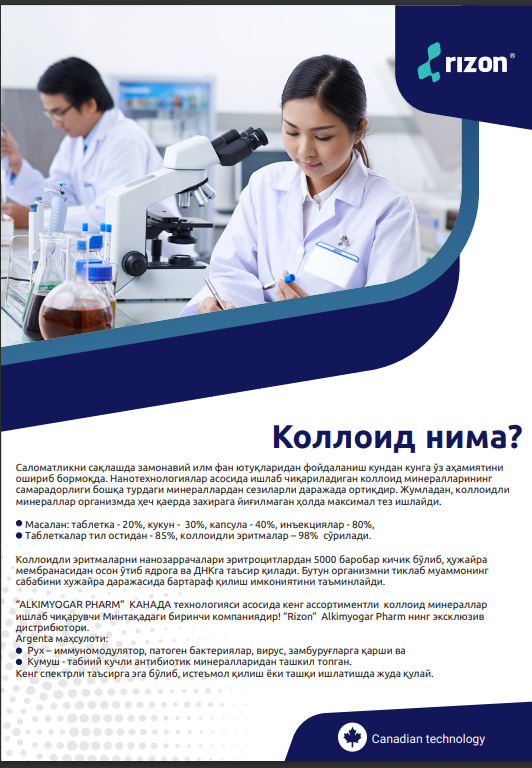 rizon®
Коллоид нима?
Саломатликни сақлашда замонавий илм фан ютуқларидан фойдаланиш кундан кунга ўз аҳамиятини
ошириб бормоқда. Нанотехнологиялар асосида ишлаб чиқариладиган коллоид минералларининг
самарадорлиги бошқа турдаги минераллардан сезиларли даражада ортиқдир. Жумладан, коллоидли
минераллар организмда ҳеч қаерда захирага йиғилмаган ҳолда максимал тез ишлайди.
Масалан: таблетка - 20%, кукун - 30%, капсула - 40%, инъекциялар - 80%,
Таблеткалар тил остидан - 85%, коллоидли эритмалар – 98% сўрилади.
Коллоидли эритмаларни нанозаррачалари эритроцитлардан 5000 баробар кичик бўлиб, ҳужайра
мембранасидан осон ўтиб ядрога ва ДНКга таъсир қилади. Бутун организмни тиклаб муаммонинг
сабабини хужайра даражасида бартараф қилиш имкониятини таъминлайди.
“ALKIMYOGAR PHARM” КАНАДА технологияси асосида кенг ассортиментли коллоид минераллар
ишлаб чиқарувчи Минтақадаги биринчи компаниядир! “Rizon” Alkimyogar Pharm нинг эксклюзив
дистрибютори.
Argenta маҳсулоти:
Рух – иммуномодулятор, патоген бактериялар, вирус, замбуруғларга қарши ва
Кумуш - табиий кучли антибиотик минералларидан ташкил топган.
Кенг спектрли таъсирга эга бўлиб, истеъмол қилиш ёки ташқи ишлатишда жуда қулай.
Canadian technology